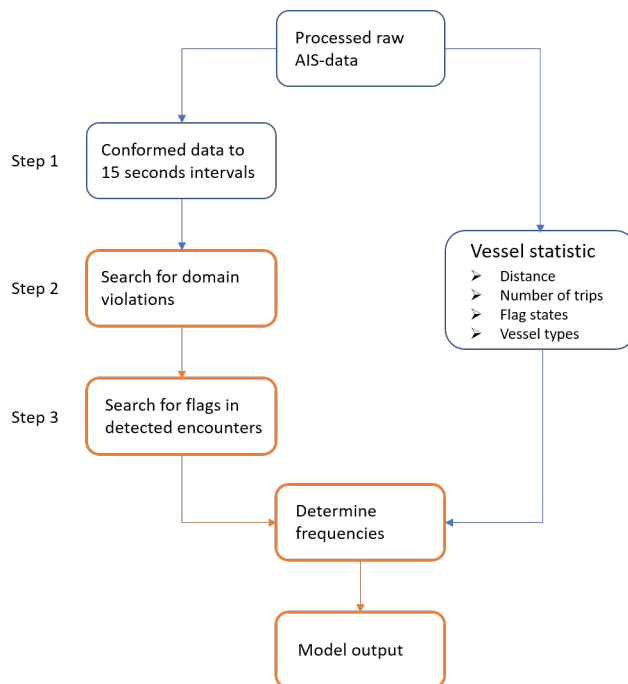 Processed raw
AIS-data
Step 1
Conformed data to
15 seconds intervals
Step 2
Search for domain
violations
Vessel statistic
➢ Distance
➢ Number of trips
➢ Flag states
➢ Vessel types
Step 3
Search for flags in
detected encounters
Determine
frequencies
Model output